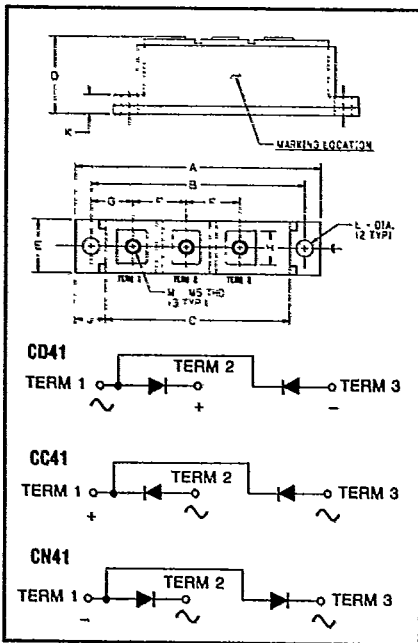 D
K
MARKING LOCATION
A
B
G F F
E
H
L - DIA.
(2 TYP.)
TERM 1 TERM 2 TERM 3
M M5 THD
(3 TYP.)
J C
CD41
TERM 1 TERM 2 TERM 3
~ + −
CC41
TERM 1 TERM 2 TERM 3
+ ~ ~
CN41
TERM 1 TERM 2 TERM 3
− ~ ~